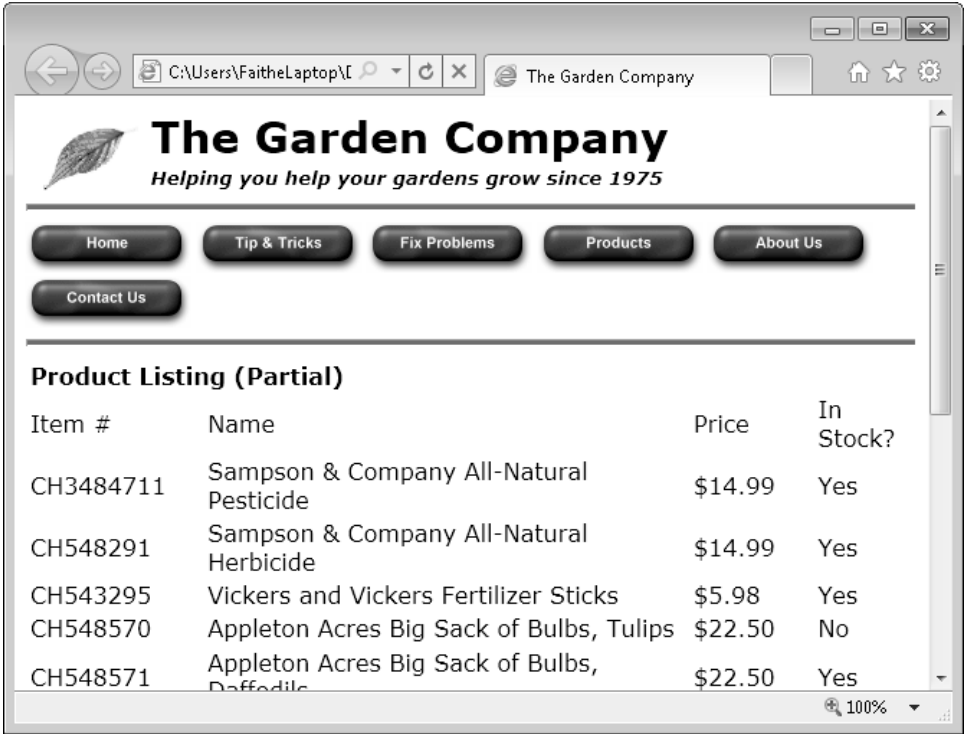 C:\Users\FaitheLaptop\[
The Garden Company
The Garden Company
Helping you help your gardens grow since 1975
Home Tip & Tricks Fix Problems Products About Us
Contact Us
Product Listing (Partial)
Item # Name Price In
Stock?
CH3484711 Sampson & Company All-Natural
Pesticide $14.99 Yes
CH548291 Sampson & Company All-Natural
Herbicide $14.99 Yes
CH543295 Vickers and Vickers Fertilizer Sticks $5.98 Yes
CH548570 Appleton Acres Big Sack of Bulbs, Tulips $22.50 No
CH548571 Appleton Acres Big Sack of Bulbs,
Daffodils $22.50 Yes
100%